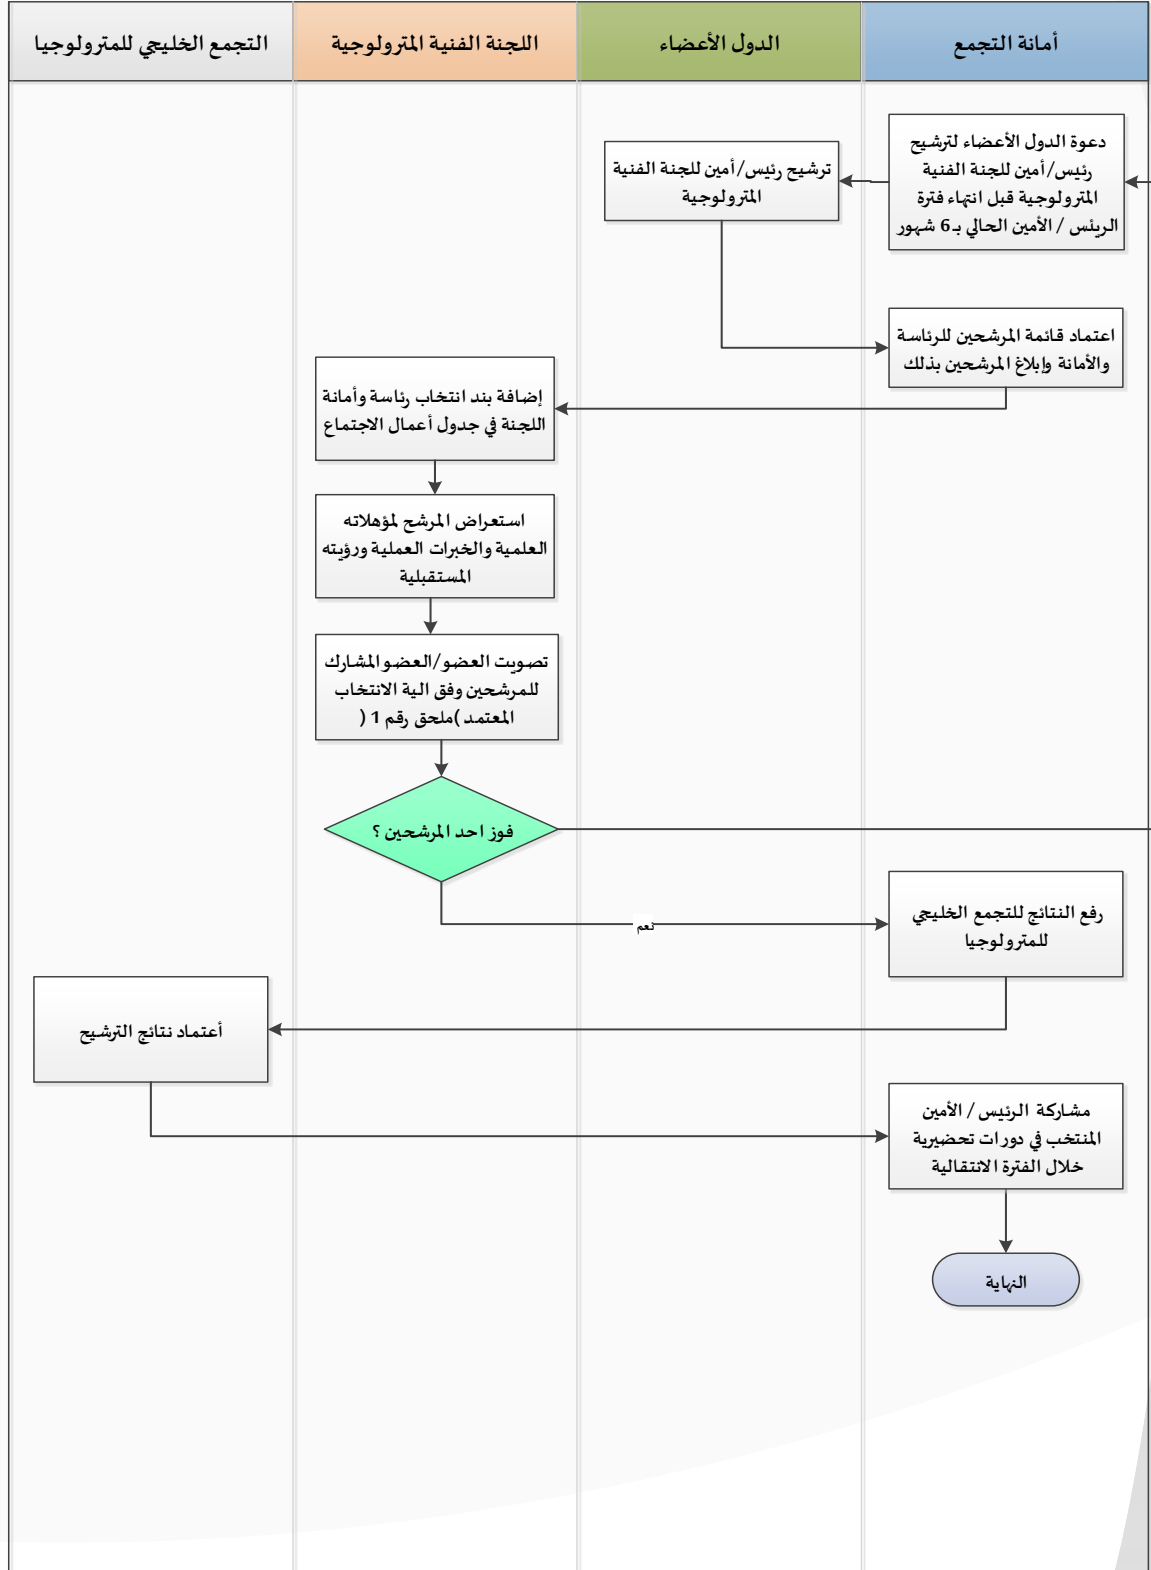 أمانة التجمع
الدول الأعضاء
اللجنة الفنية المترولوجية
التجمع الخليجي للمترولوجيا
دعوة الدول الأعضاء لترشيح
رئيس/أمين للجنة الفنية
المترولوجية قبل انتهاء فترة
الريئس / الأمين الحالي بـ 6 شهور
ترشيح رئيس/أمين للجنة الفنية
المترولوجية
اعتماد قائمة المرشحين للرئاسة
والأمانة وإبلاغ المرشحين بذلك
إضافة بند انتخاب رئاسة وأمانة
اللجنة في جدول أعمال الاجتماع
استعراض المرشح لمؤهلاته
العلمية والخبرات العملية ورؤيته
المستقبلية
تصويت العضو/العضو المشارك
للمرشحين وفق الية الانتخاب
المعتمد )ملحق رقم 1 (
فوز احد المرشحين ؟
نعم
رفع النتائج للتجمع الخليجي
للمترولوجيا
أعتماد نتائج الترشيح
مشاركة الرئيس / الأمين
المنتخب في دورات تحضيرية
خلال الفترة الانتقالية
النهاية